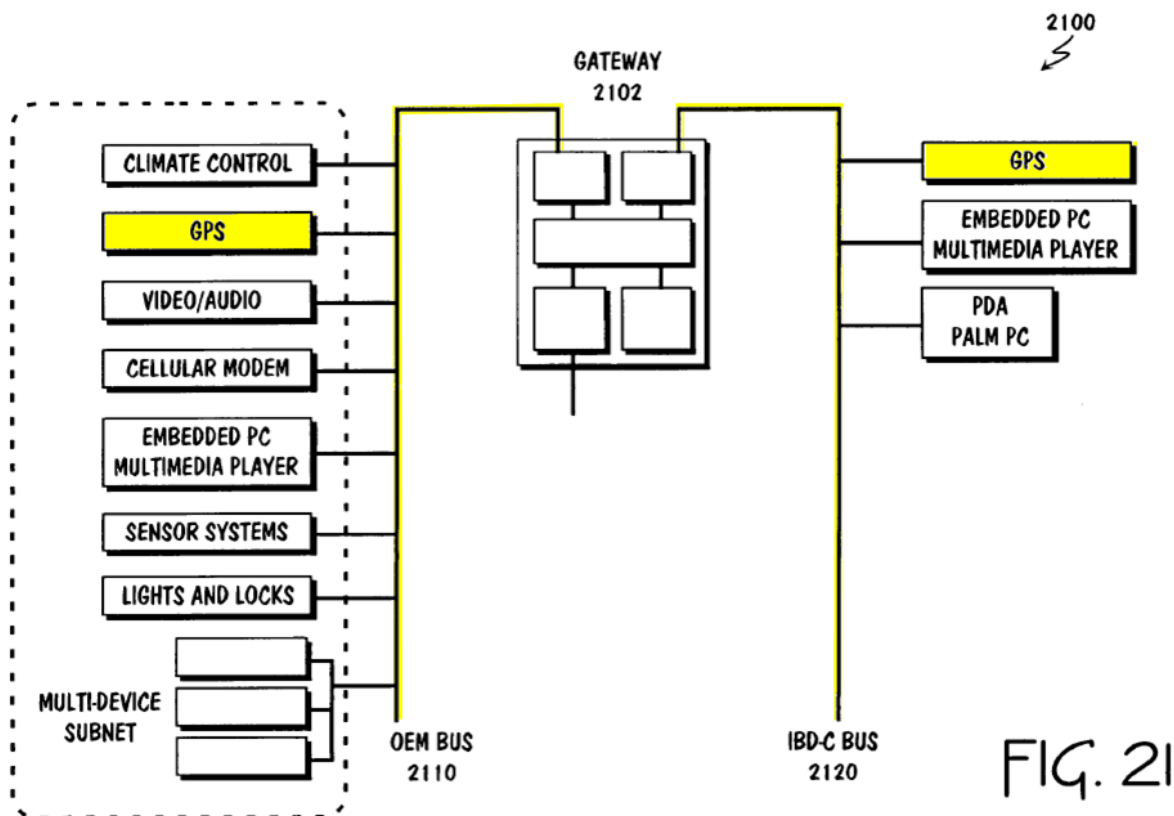 2100
GATEWAY
2102
CLIMATE CONTROL
GPS
VIDEO/AUDIO
CELLULAR MODEM
EMBEDDED PC
MULTIMEDIA PLAYER
SENSOR SYSTEMS
LIGHTS AND LOCKS
MULTI-DEVICE
SUBNET
OEM BUS
2110
GPS
EMBEDDED PC
MULTIMEDIA PLAYER
PDA
PALM PC
IBD-C BUS
2120
FIG. 21